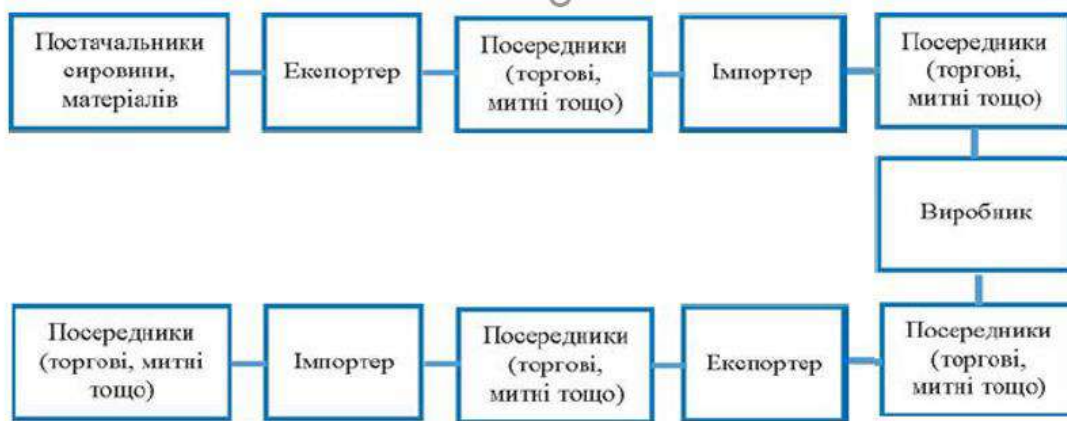 Постачальники
сировини,
матеріалів
Експортер
Посередники
(торгові,
митні тощо)
Імпортер
Посередники
(торгові,
митні тощо)
Виробник
Посередники
(торгові,
митні тощо)
Експортер
Посередники
(торгові,
митні тощо)
Імпортер
Посередники
(торгові, митні
тощо)